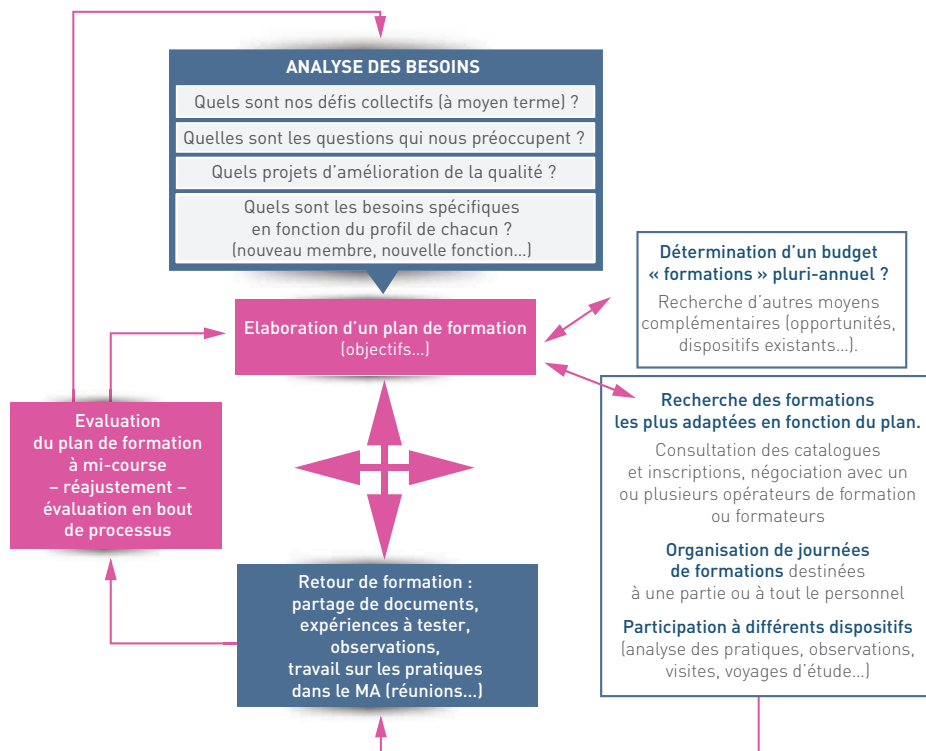 ANALYSE DES BESOINS
Quels sont nos défis collectifs (à moyen terme) ?
Quelles sont les questions qui nous préoccupent ?
Quels projets d’amélioration de la qualité ?
Quels sont les besoins spécifiques
en fonction du profil de chacun ?
(nouveau membre, nouvelle fonction...)
Elaboration d’un plan de formation
(objectifs...)
Détermination d’un budget
« formations » pluri-annuel ?
Recherche d’autres moyens
complémentaires (opportunités,
dispositifs existants...).
Recherche des formations
les plus adaptées en fonction du plan.
Consultation des catalogues
et inscriptions, négociation avec un
ou plusieurs opérateurs de formation
ou formateurs
Organisation de journées
de formations destinées
à une partie ou à tout le personnel
Participation à différents dispositifs
(analyse des pratiques, observations,
visites, voyages d’étude...)
Evaluation
du plan de formation
à mi-course
– réajustement –
évaluation en bout
de processus
Retour de formation :
partage de documents,
expériences à tester,
observations,
travail sur les pratiques
dans le MA (réunions...)